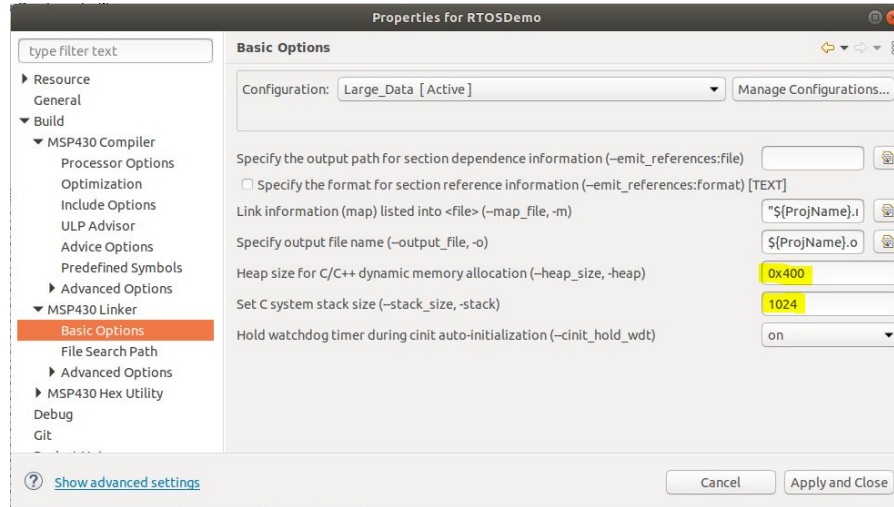 Properties for RTOSDemo
type filter text
Basic Options
Resource
General
Build
MSP430 Compiler
Processor Options
Optimization
Include Options
ULP Advisor
Advice Options
Predefined Symbols
Advanced Options
MSP430 Linker
Basic Options
File Search Path
Advanced Options
MSP430 Hex Utility
Debug
Git
Configuration: Large_Data [ Active ] Manage Configurations...
Specify the output path for section dependence information (--emit_references:file)
Specify the format for section reference information (--emit_references:format) [TEXT]
Link information (map) listed into <file> (--map_file, -m) "${ProjName}.
Specify output file name (--output_file, -o) ${ProjName}.o
Heap size for C/C++ dynamic memory allocation (--heap_size, -heap) 0x400
Set C system stack size (--stack_size, -stack) 1024
Hold watchdog timer during cinit auto-initialization (--cinit_hold_wdt) on
? Show advanced settings Cancel Apply and Close